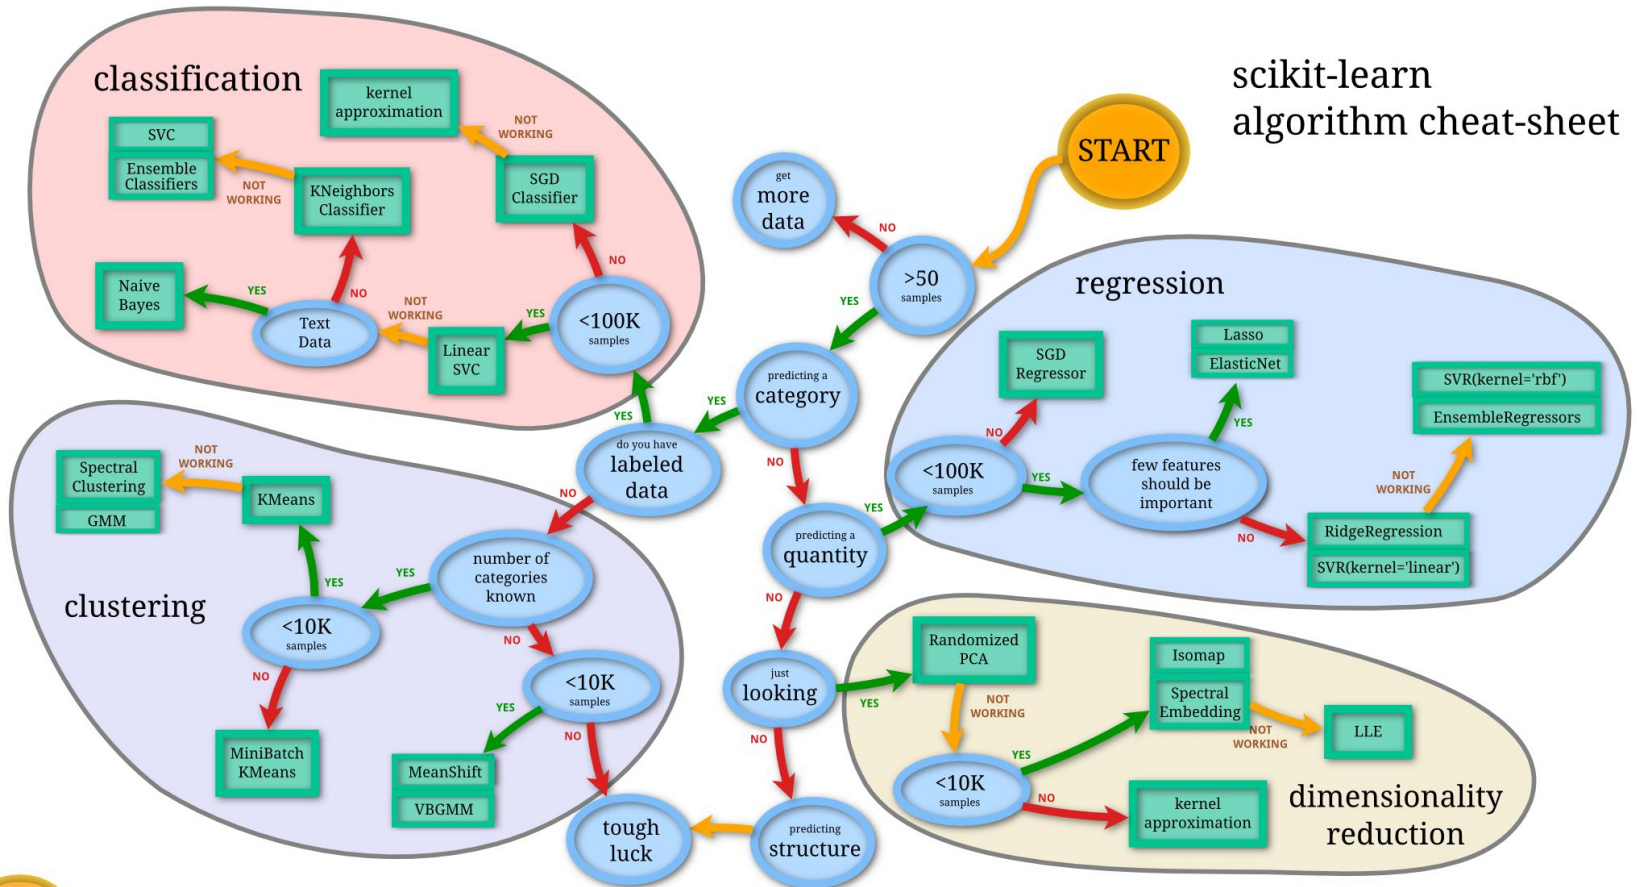 scikit-learn
algorithm cheat-sheet
START
classification
kernel
approximation
NOT
WORKING
SVC
Ensemble
Classifiers
NOT
WORKING
KNeighbors
Classifier
SGD
Classifier
NO
Naive
Bayes
YES
Text
Data
NO
NOT
WORKING
Linear
SVC
YES
<100K
samples
YES
get
more
data
NO
>50
samples
YES
predicting a
category
YES
do you have
labeled
data
NO
NO
predicting a
quantity
YES
NO
just
looking
YES
NO
predicting
structure
tough
luck
regression
SGD
Regressor
NO
<100K
samples
YES
few features
should be
important
YES
Lasso
ElasticNet
NO
RidgeRegression
SVR(kernel='linear')
NOT
WORKING
SVR(kernel='rbf')
EnsembleRegressors
clustering
Spectral
Clustering
GMM
NOT
WORKING
KMeans
YES
<10K
samples
YES
number of
categories
known
NO
NO
MiniBatch
KMeans
<10K
samples
YES
NO
MeanShift
VBGMM
dimensionality
reduction
Randomized
PCA
NOT
WORKING
<10K
samples
YES
Isomap
Spectral
Embedding
NOT
WORKING
LLE
NO
kernel
approximation